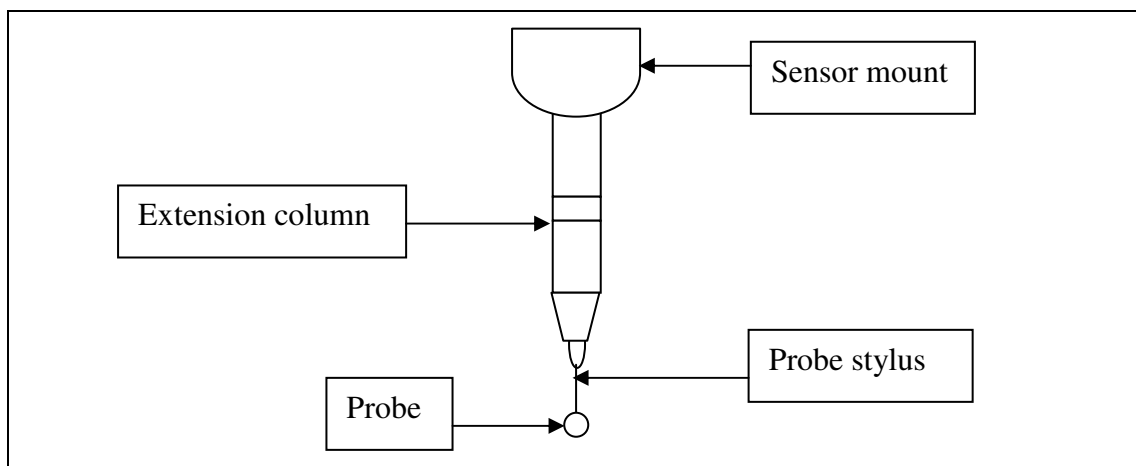 Sensor mount
Extension column
Probe stylus
Probe